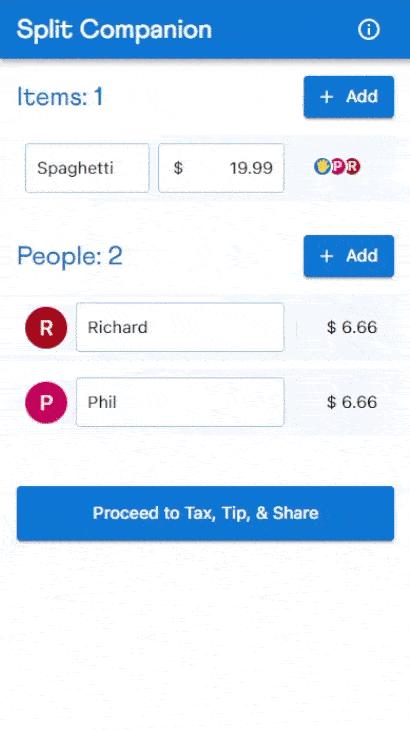 Split Companion
Items: 1
+ Add
Spaghetti $ 19.99 P R
People: 2
+ Add
R Richard $ 6.66
P Phil $ 6.66
Proceed to Tax, Tip, & Share